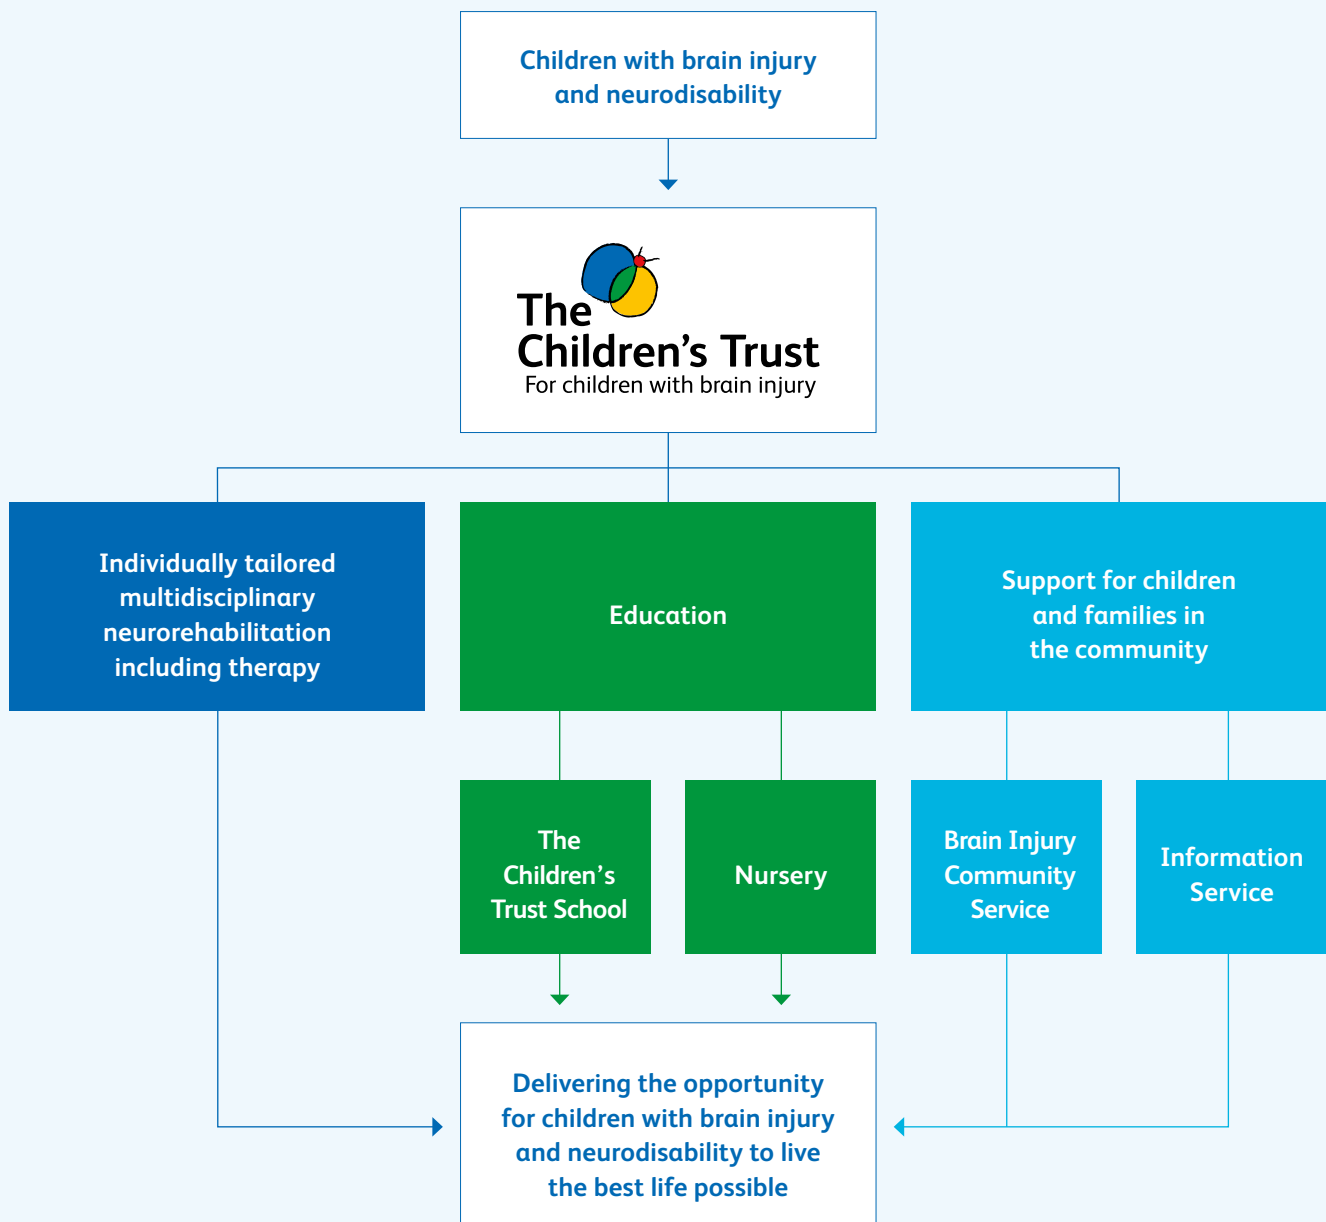 Children with brain injury
and neurodisability
The
Children’s Trust
For children with brain injury
Individually tailored
multidisciplinary
neurorehabilitation
including therapy
Education
Support for children
and families in
the community
The
Children’s
Trust School
Nursery
Brain Injury
Community
Service
Information
Service
Delivering the opportunity
for children with brain injury
and neurodisability to live
the best life possible